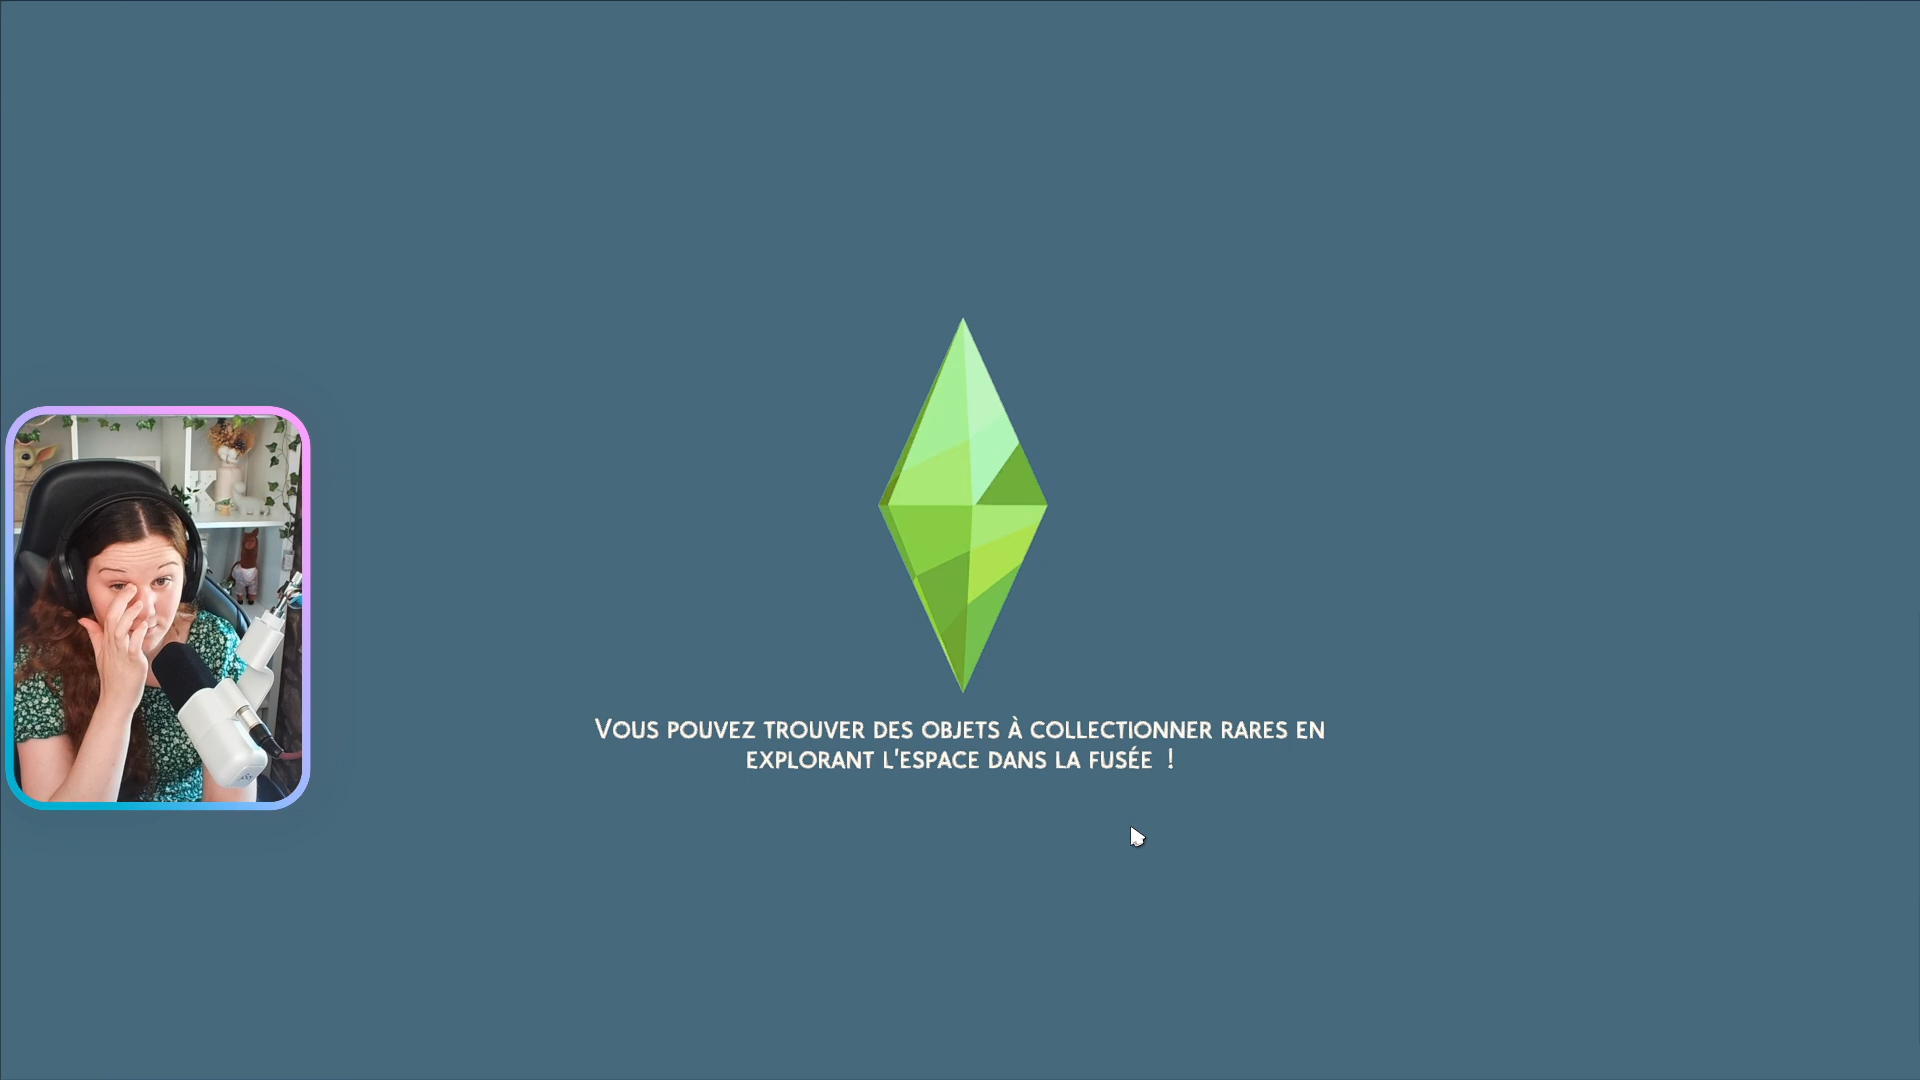 Vous pouvez trouver des objets à collectionner rares en
explorant l'espace dans la fusée  !
K